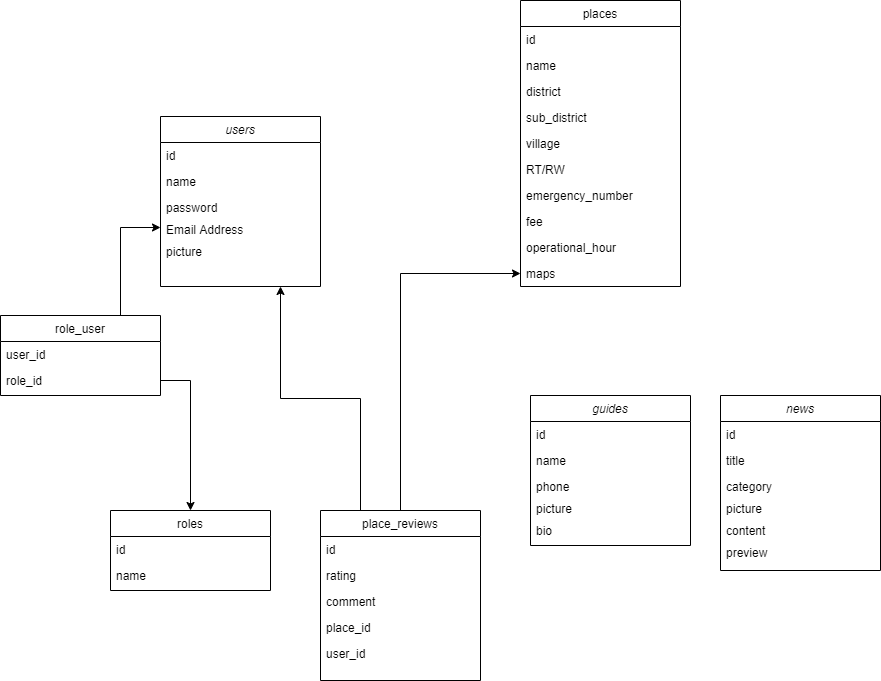 places
id
name
district
sub_district
village
RT/RW
emergency_number
fee
operational_hour
maps
users
id
name
password
Email Address
picture
role_user
user_id
role_id
roles
id
name
place_reviews
id
rating
comment
place_id
user_id
guides
id
name
phone
picture
bio
news
id
title
category
picture
content
preview